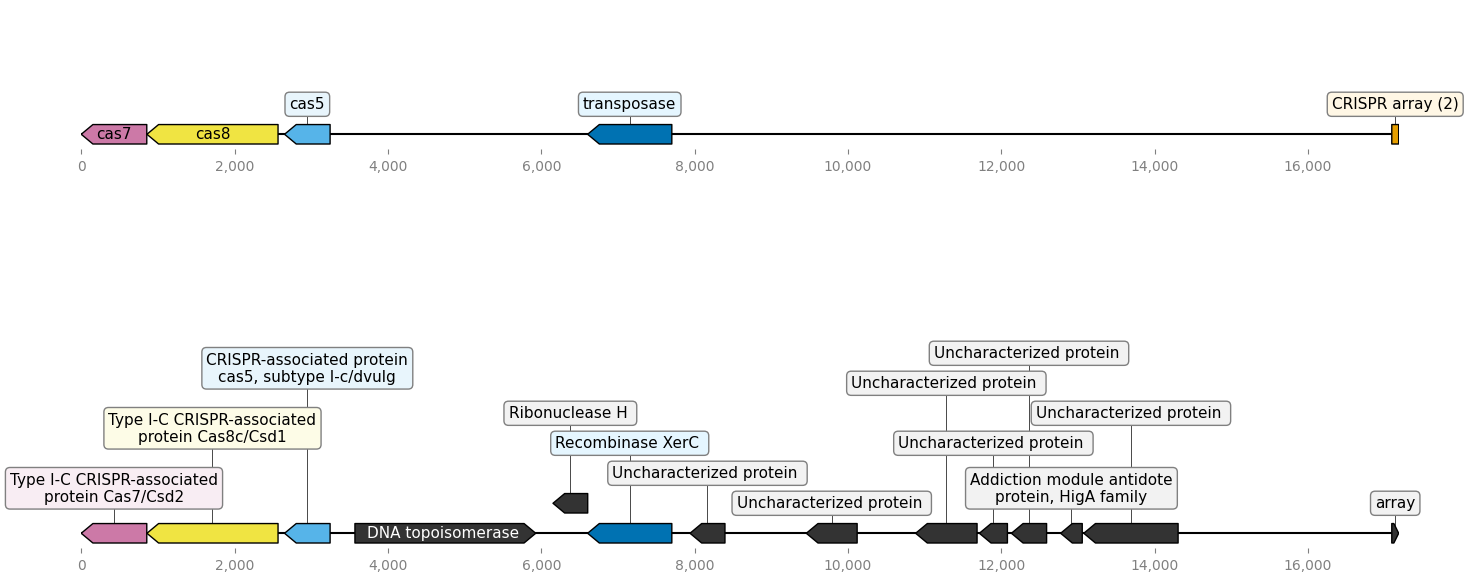 cas5
transposase
CRISPR array (2)
cas7
cas8
0
2,000
4,000
6,000
8,000
10,000
12,000
14,000
16,000
Uncharacterized protein
CRISPR-associated protein
cas5, subtype I-c/dvulg
Uncharacterized protein
Type I-C CRISPR-associated
protein Cas8c/Csd1
Ribonuclease H
Uncharacterized protein
Recombinase XerC
Uncharacterized protein
Type I-C CRISPR-associated
protein Cas7/Csd2
Uncharacterized protein
Addiction module antidote
protein, HigA family
Uncharacterized protein
array
DNA topoisomerase
0
2,000
4,000
6,000
8,000
10,000
12,000
14,000
16,000